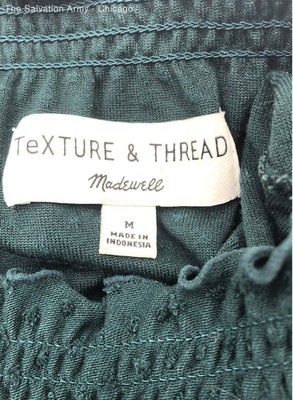 The Salvation Army - Chicago
TeXTURE & THREAD
Madewell
M
MADE IN
INDONESIA